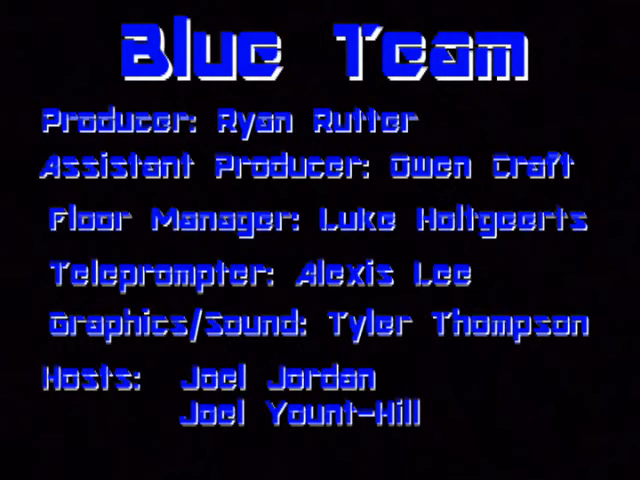 Blue Team
Producer: Ryan Rutter
Assistant Producer: Owen Craft
Floor Manager: Luke Holtgeerts
Teleprompter: Alexis Lee
Graphics/Sound: Tyler Thompson
Hosts: Joel Jordan
Joel Yount-Hill